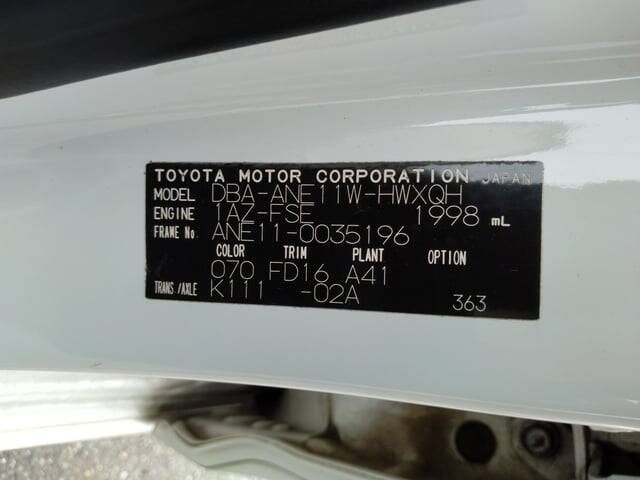 TOYOTA MOTOR CORPORATION JAPAN
MODEL DBA-ANE11W-HWXQH
ENGINE 1AZ-FSE 1998 mL
FRAME No. ANE11-0035196
COLOR TRIM PLANT OPTION
070 FD16 A41
TRANS./AXLE K111 -02A
363